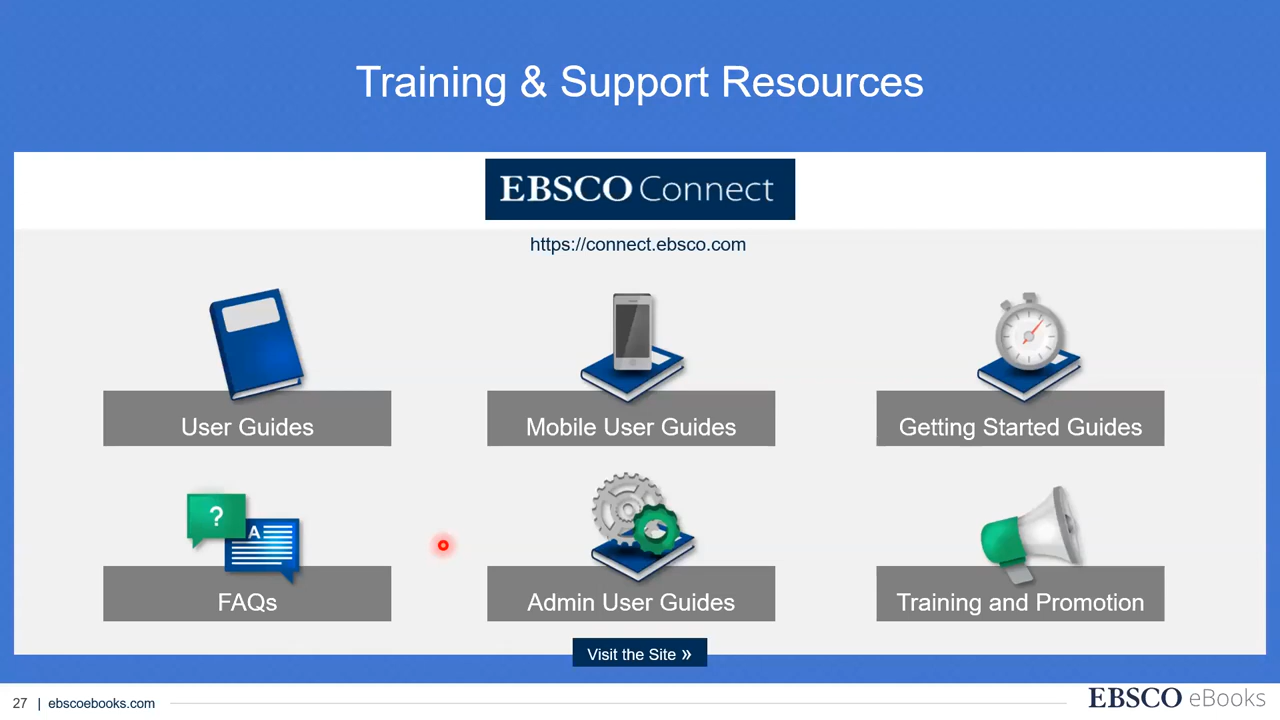 Training & Support Resources
EBSCO Connect
https://connect.ebsco.com
User Guides
Mobile User Guides
Getting Started Guides
?
A
FAQs
Admin User Guides
Training and Promotion
Visit the Site »
27 | ebscoebooks.com
EBSCO eBooks